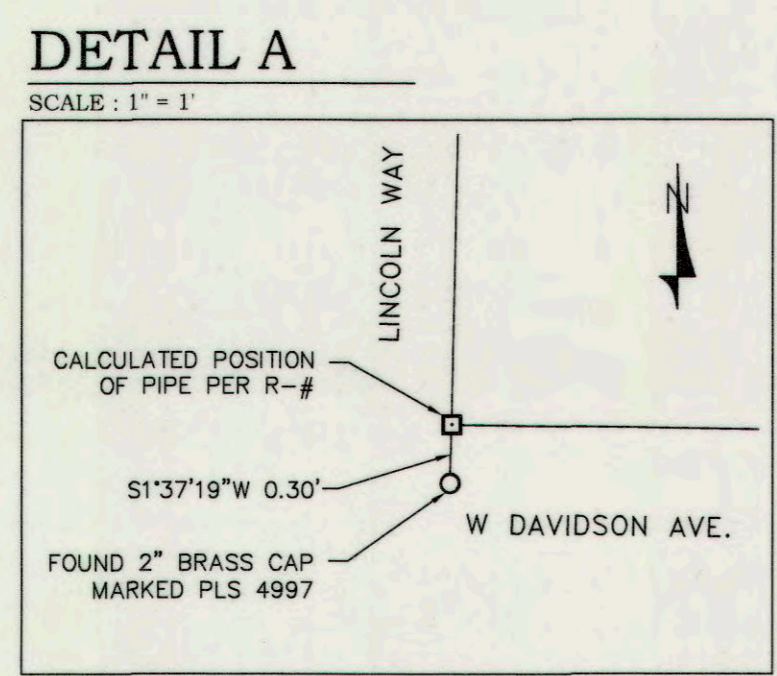 DETAIL A
SCALE : 1" = 1'
LINCOLN WAY
N
CALCULATED POSITION
OF PIPE PER R-#
S1°37'19"W 0.30'
W DAVIDSON AVE.
FOUND 2" BRASS CAP
MARKED PLS 4997